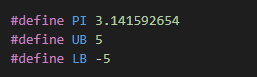 #define PI 3.141592654
#define UB 5
#define LB -5